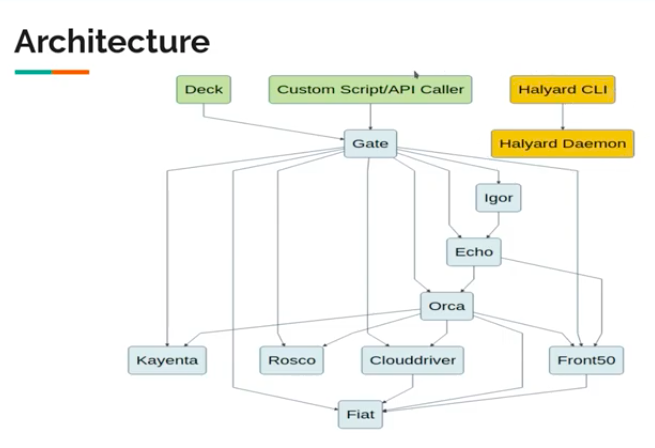 Architecture
Deck
Custom Script/API Caller
Halyard CLI
Gate
Halyard Daemon
Igor
Echo
Orca
Kayenta
Rosco
Clouddriver
Front50
Fiat